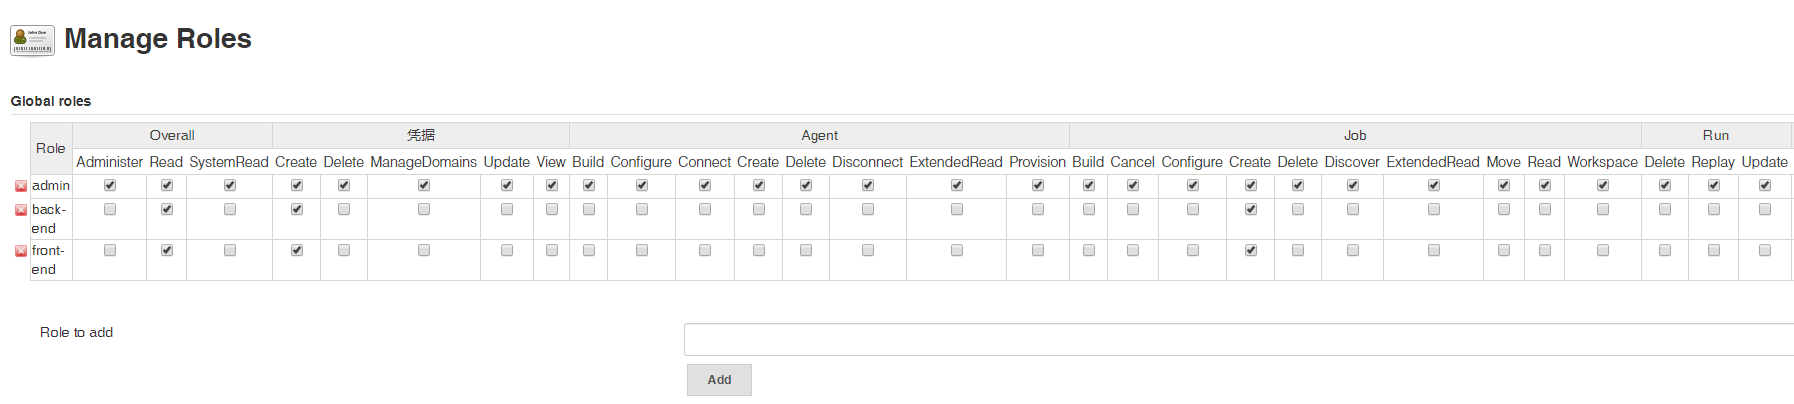 Manage Roles
Global roles
Role
Overall 凭据 Agent Job Run
Administer Read SystemRead Create Delete ManageDomains Update View Build Configure Connect Create Delete Disconnect ExtendedRead Provision Build Cancel Configure Create Delete Discover ExtendedRead Move Read Workspace Delete Replay Update
admin
back-
end
front-
end
Role to add
Add